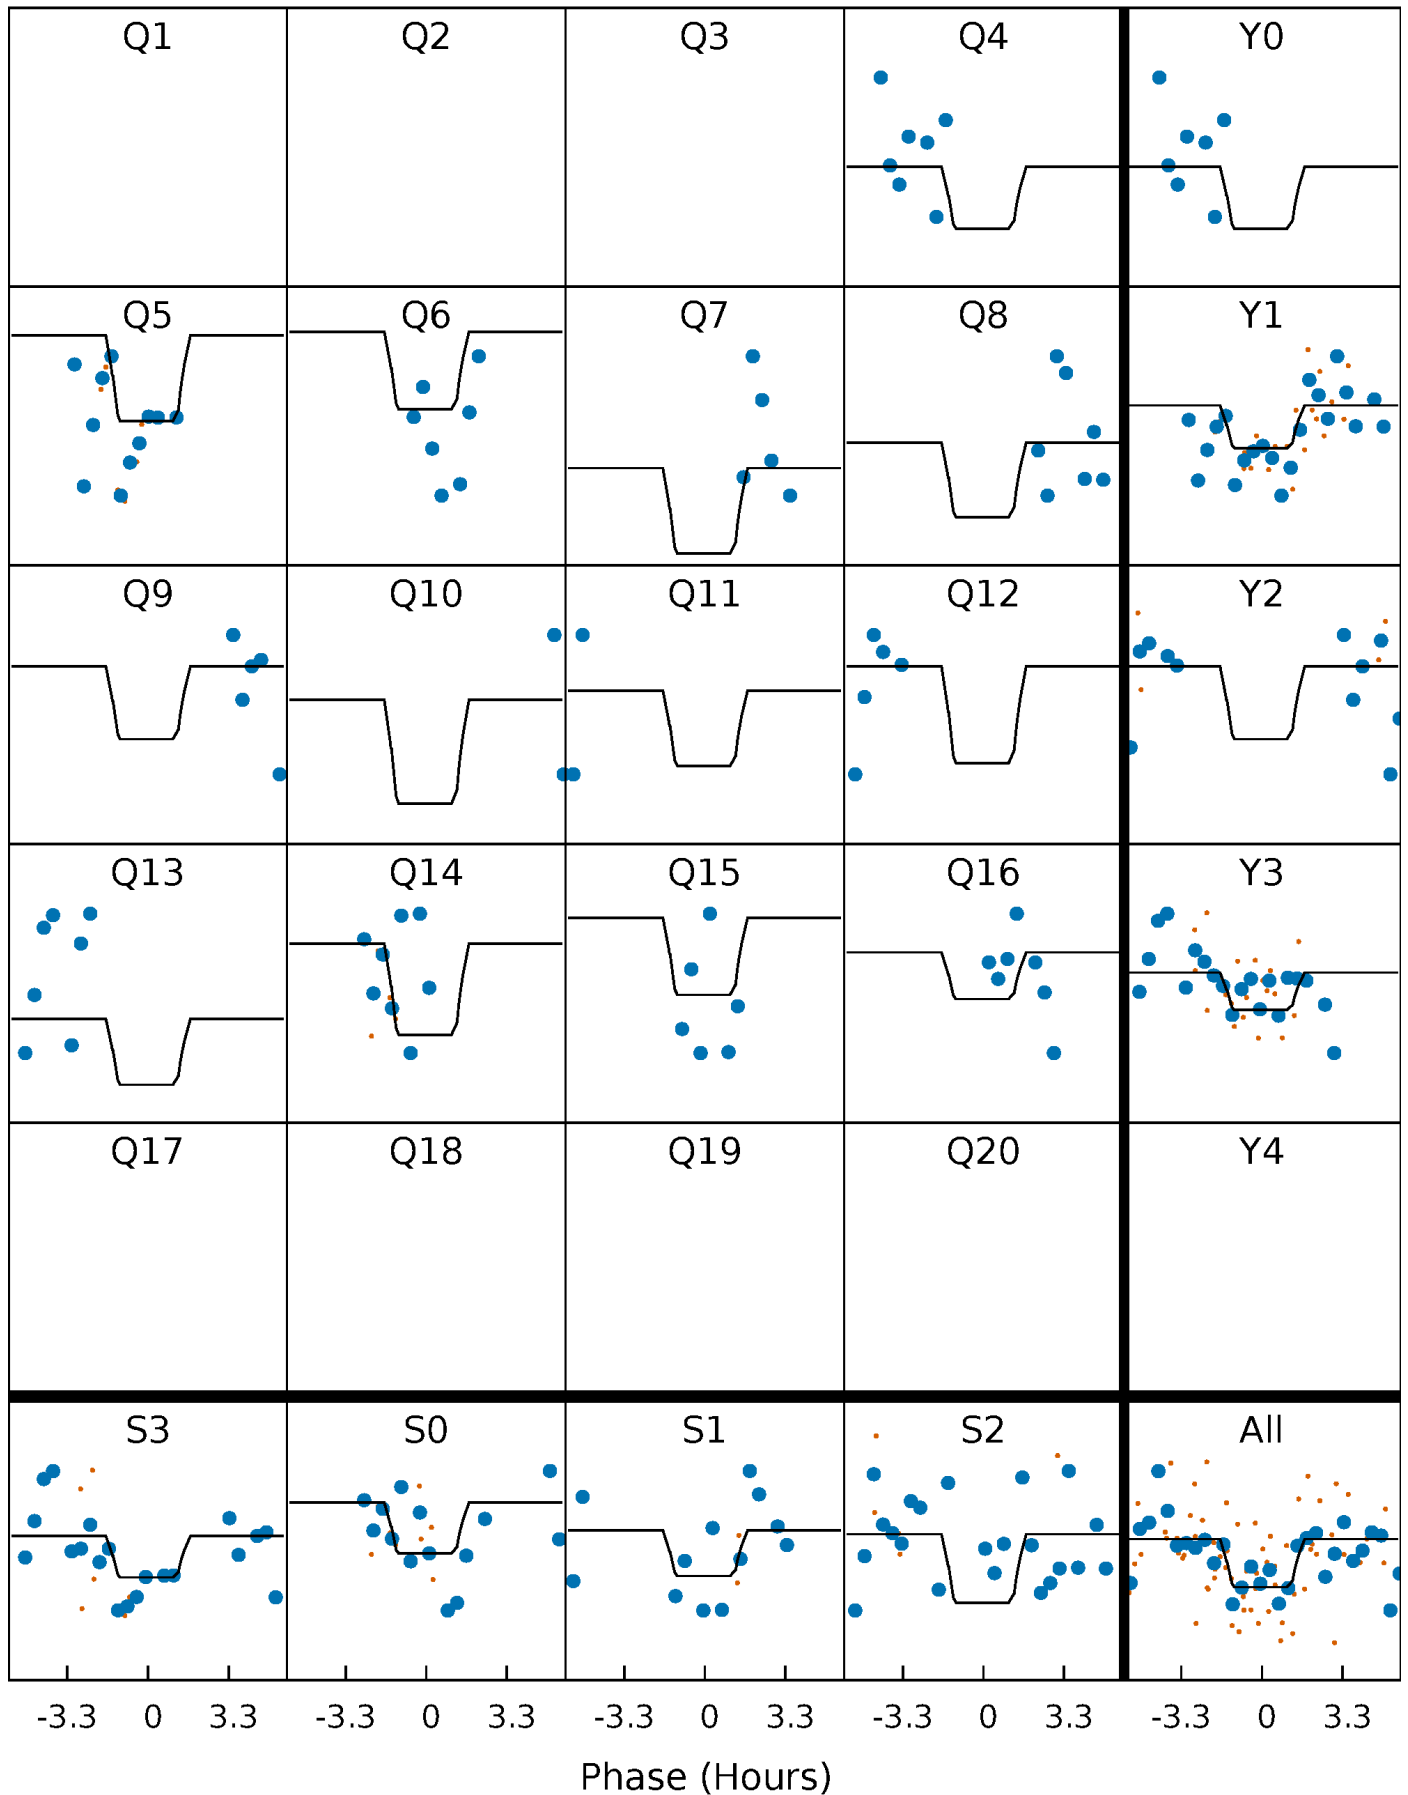 Q1 Q2 Q3 Q4 Y0
Q5 Q6 Q7 Q8 Y1
Q9 Q10 Q11 Q12 Y2
Q13 Q14 Q15 Q16 Y3
Q17 Q18 Q19 Q20 Y4
S3 S0 S1 S2 All
-3.3 0 3.3 -3.3 0 3.3 -3.3 0 3.3 -3.3 0 3.3 -3.3 0 3.3
Phase (Hours)